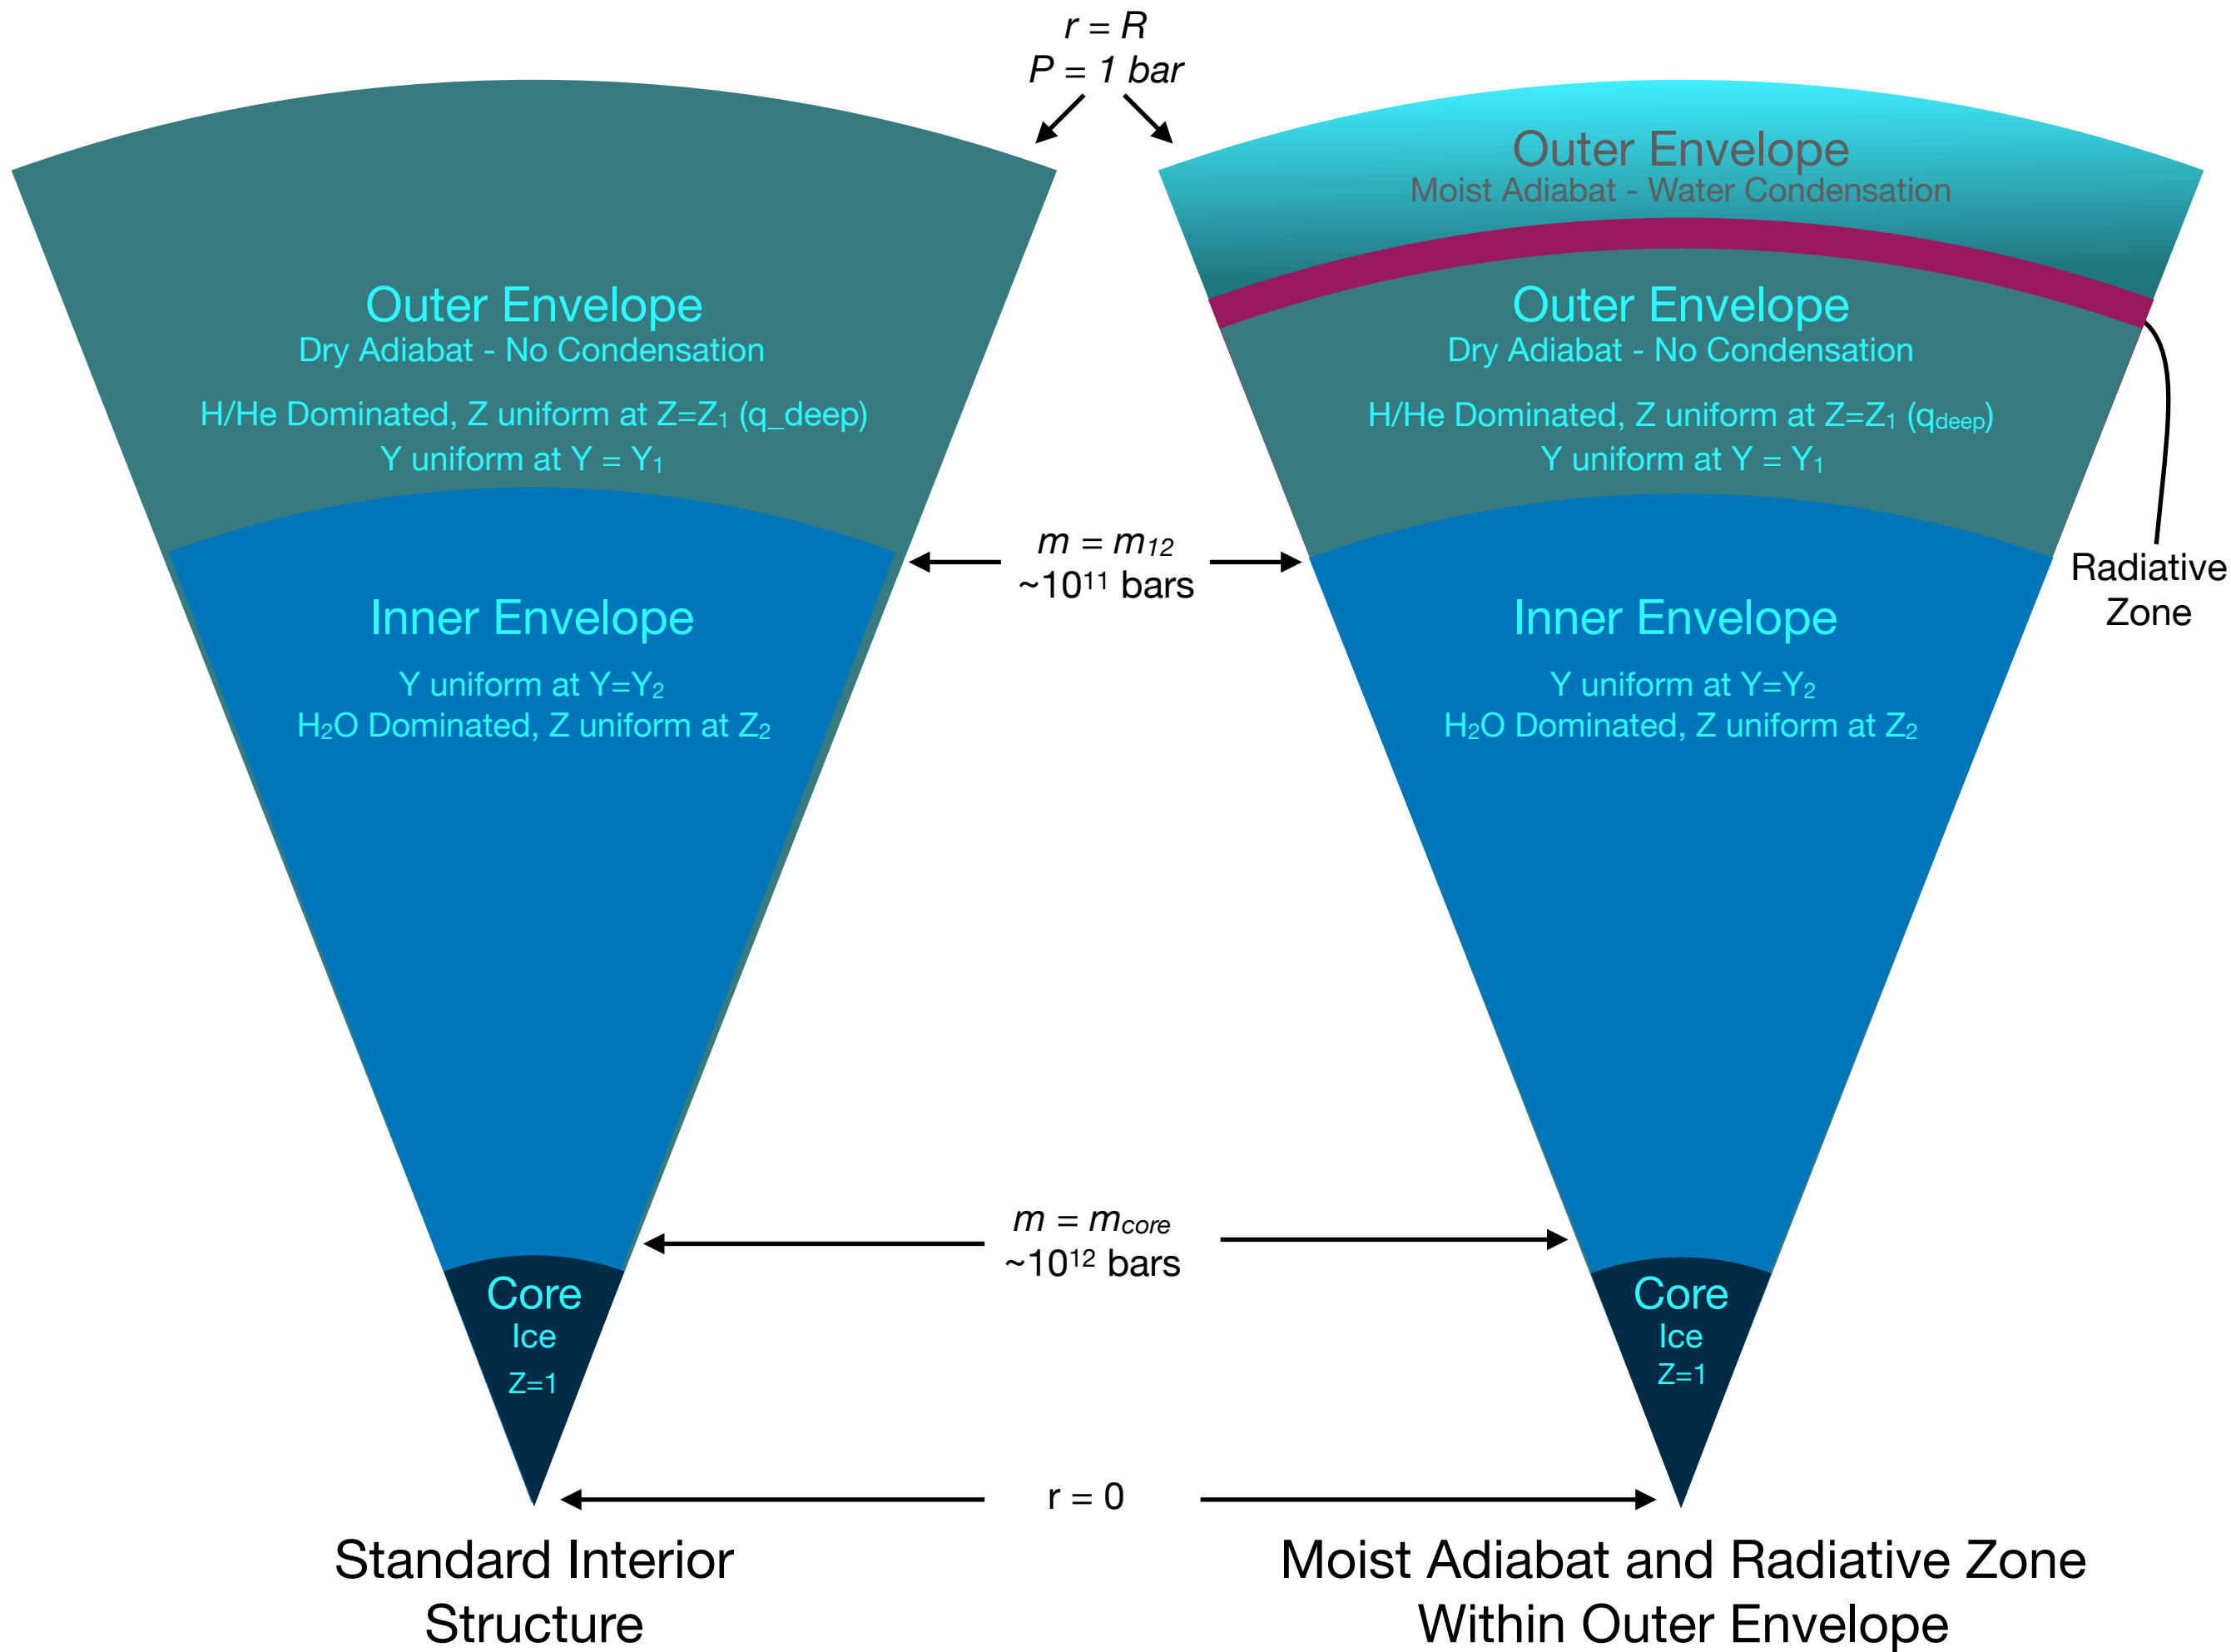 r = R
P = 1 bar
Outer Envelope
Dry Adiabat - No Condensation
H/He Dominated, Z uniform at Z=Z₁ (q_deep)
Y uniform at Y = Y₁
Inner Envelope
Y uniform at Y=Y₂
H₂O Dominated, Z uniform at Z₂
Core
Ice
Z=1
Standard Interior
Structure
m = m₁₂
~10¹¹ bars
m = m_core
~10¹² bars
r = 0
Outer Envelope
Moist Adiabat - Water Condensation
Outer Envelope
Dry Adiabat - No Condensation
H/He Dominated, Z uniform at Z=Z₁ (q_deep)
Y uniform at Y = Y₁
Radiative
Zone
Inner Envelope
Y uniform at Y=Y₂
H₂O Dominated, Z uniform at Z₂
Core
Ice
Z=1
Moist Adiabat and Radiative Zone
Within Outer Envelope